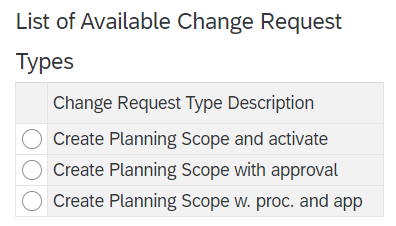 List of Available Change Request
Types
Change Request Type Description
Create Planning Scope and activate
Create Planning Scope with approval
Create Planning Scope w. proc. and app